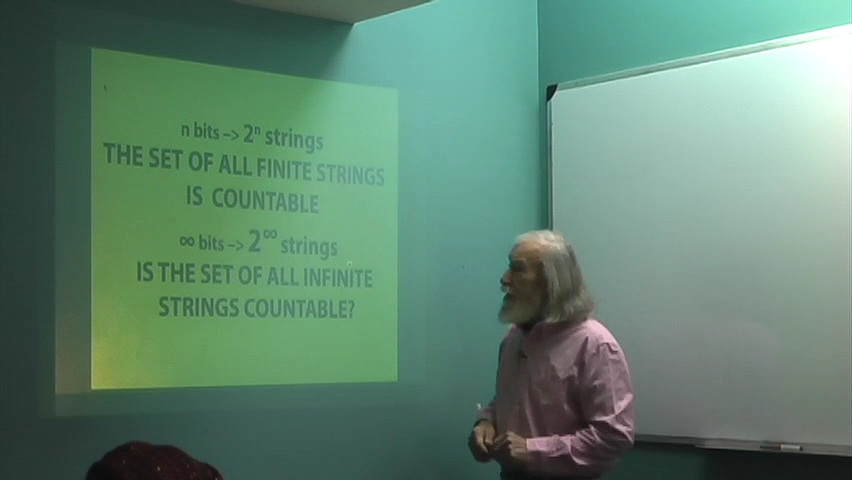 n bits –> 2ⁿ strings
THE SET OF ALL FINITE STRINGS
IS COUNTABLE
∞ bits –> 2^∞ strings
IS THE SET OF ALL INFINITE
STRINGS COUNTABLE?